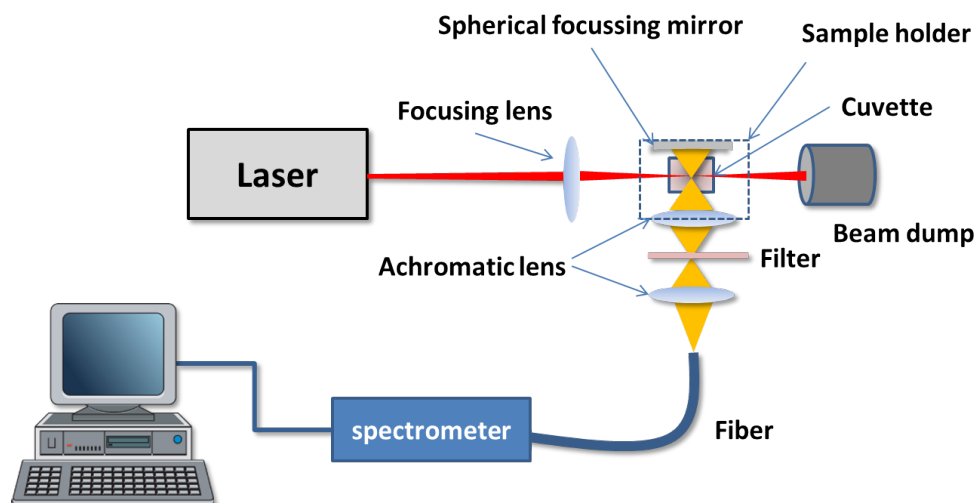 Spherical focussing mirror
Sample holder
Focusing lens
Cuvette
Laser
Beam dump
Achromatic lens
Filter
spectrometer
Fiber